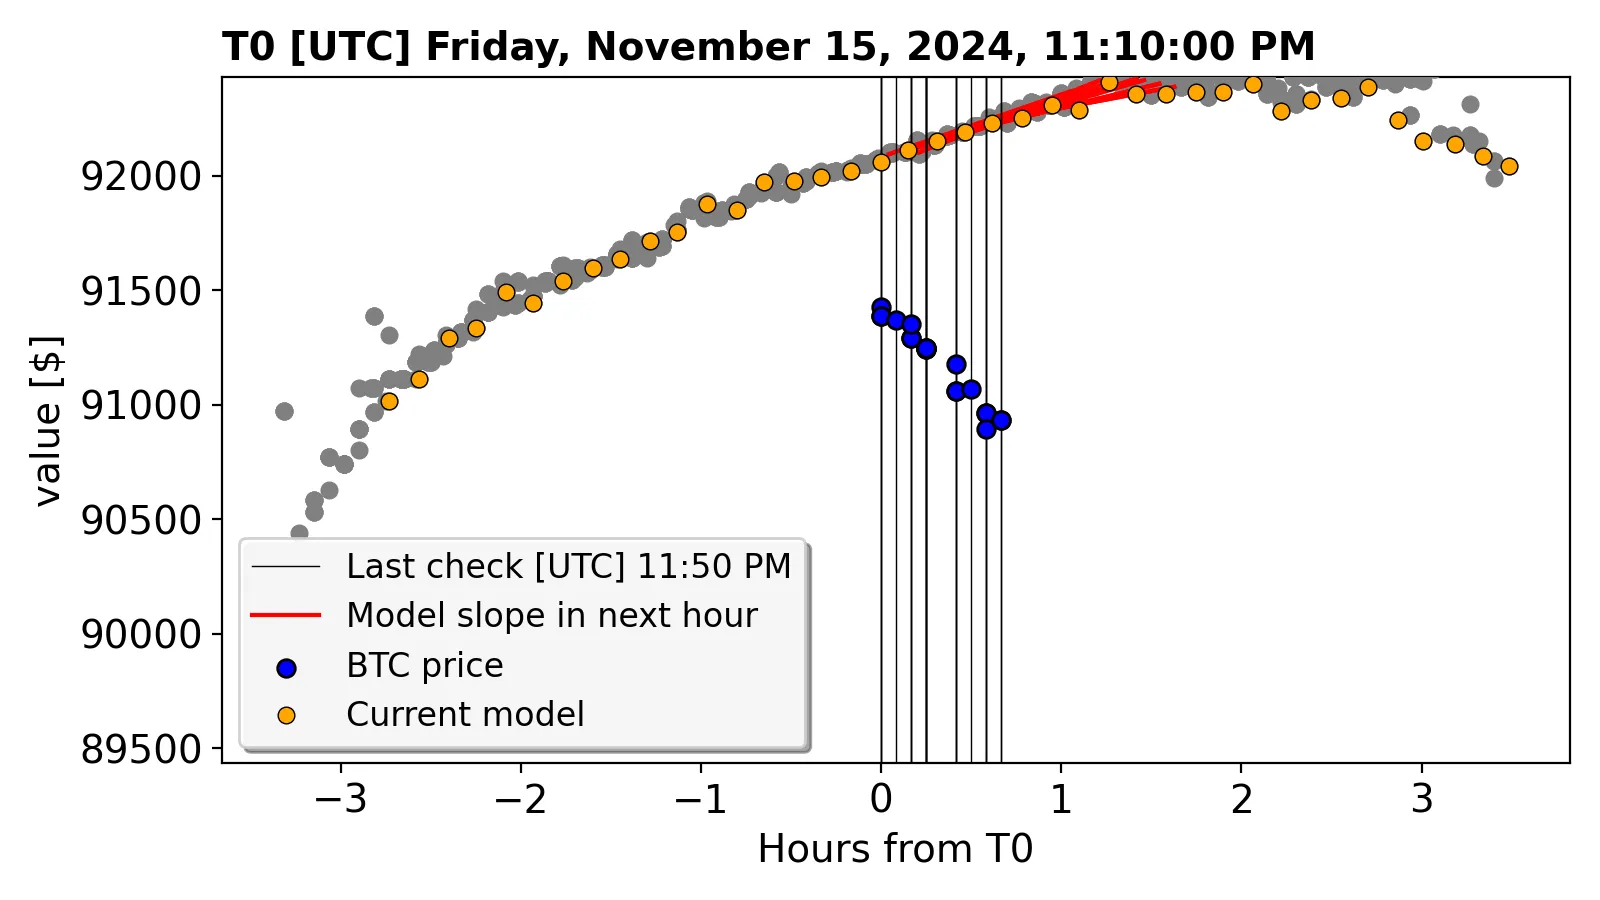 T0 [UTC] Friday, November 15, 2024, 11:10:00 PM
value [$]
92000
91500
91000
90500
90000
89500
Last check [UTC] 11:50 PM
Model slope in next hour
BTC price
Current model
−3 −2 −1 0 1 2 3
Hours from T0